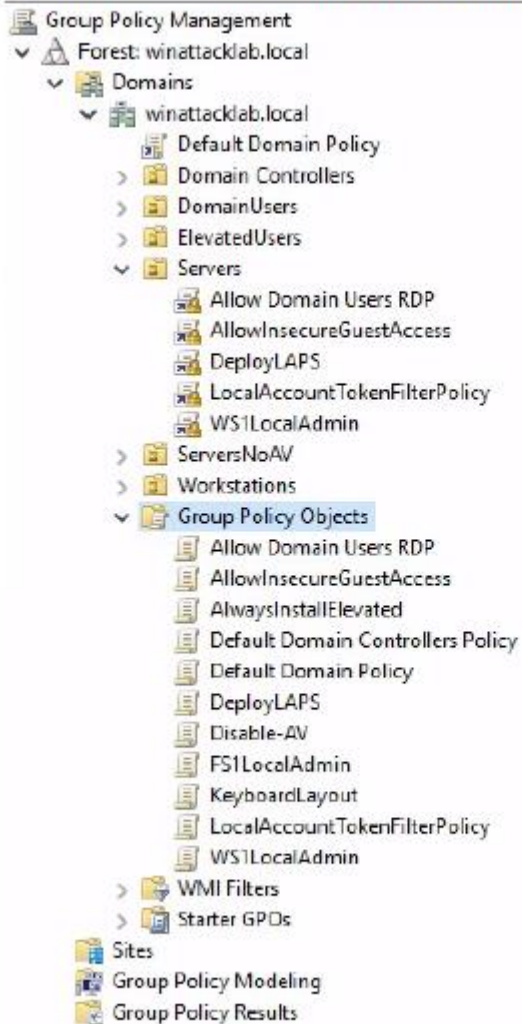 Group Policy Management
Forest: winattacklab.local
Domains
winattacklab.local
Default Domain Policy
Domain Controllers
DomainUsers
ElevatedUsers
Servers
Allow Domain Users RDP
AllowInsecureGuestAccess
DeployLAPS
LocalAccountTokenFilterPolicy
WS1LocalAdmin
ServersNoAV
Workstations
Group Policy Objects
Allow Domain Users RDP
AllowInsecureGuestAccess
AlwaysInstallElevated
Default Domain Controllers Policy
Default Domain Policy
DeployLAPS
Disable-AV
FS1LocalAdmin
KeyboardLayout
LocalAccountTokenFilterPolicy
WS1LocalAdmin
WMI Filters
Starter GPOs
Sites
Group Policy Modeling
Group Policy Results